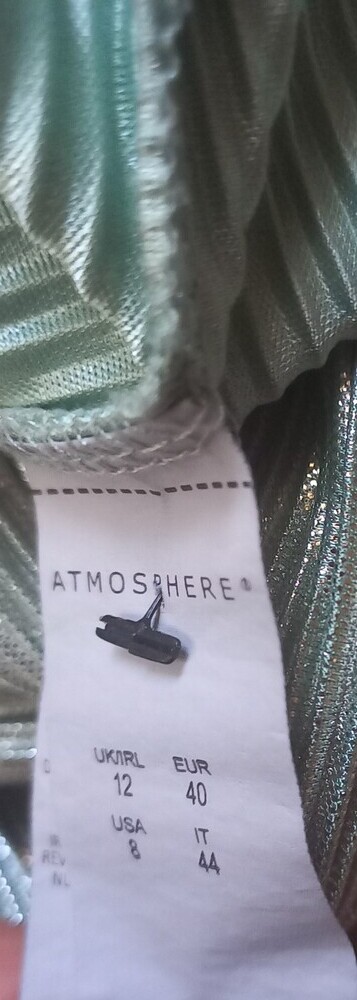 ATMOSPHERE®
UK/IRL EUR
12 40
USA IT
8 44